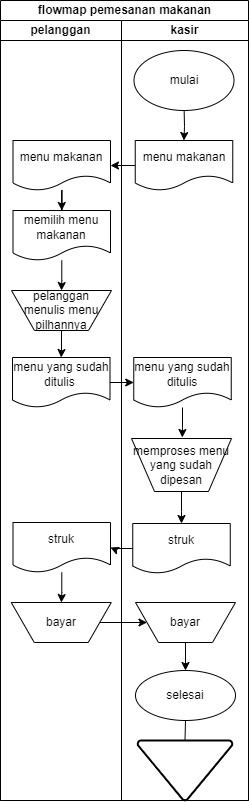 flowmap pemesanan makanan
pelanggan
kasir
mulai
menu makanan
menu makanan
memilih menu
makanan
pelanggan
menulis menu
pilhannya
menu yang sudah
ditulis
menu yang sudah
ditulis
memproses menu
yang sudah
dipesan
struk
struk
bayar
bayar
selesai